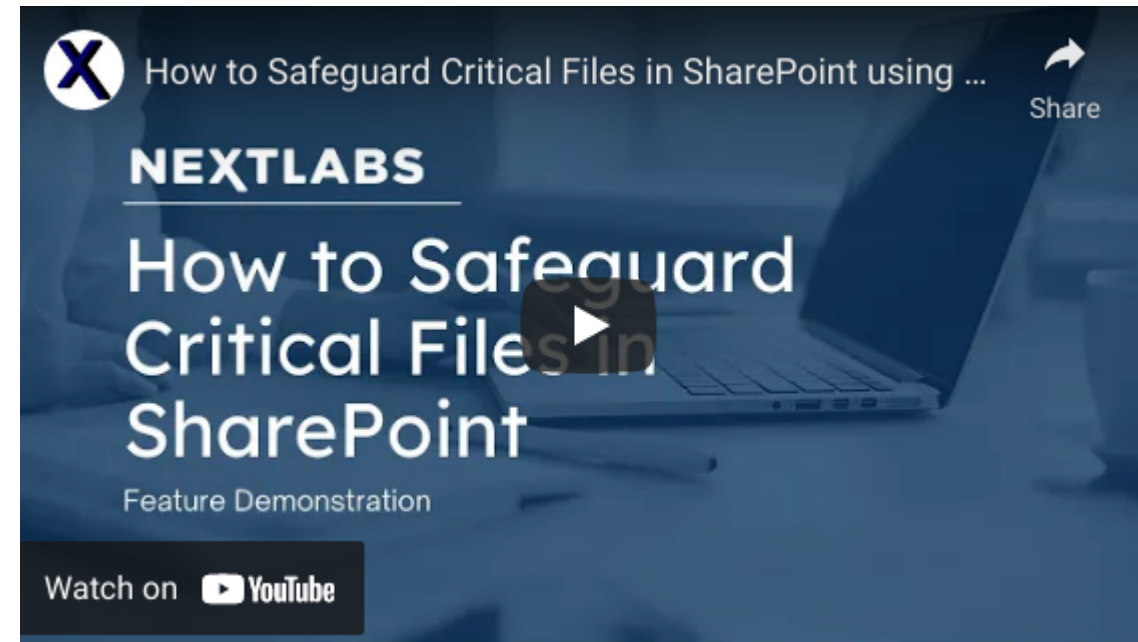 How to Safeguard Critical Files in SharePoint using ...
Share
NEXTLABS
How to Safeguard
Critical Files in
SharePoint
Feature Demonstration
Watch on YouTube